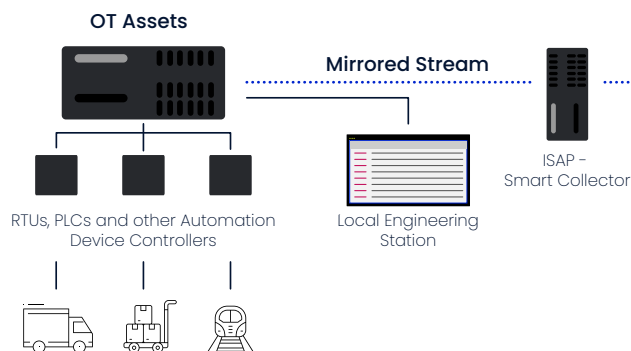 OT Assets
Mirrored Stream
ISAP -
Smart Collector
RTUs, PLCs and other Automation
Device Controllers
Local Engineering
Station